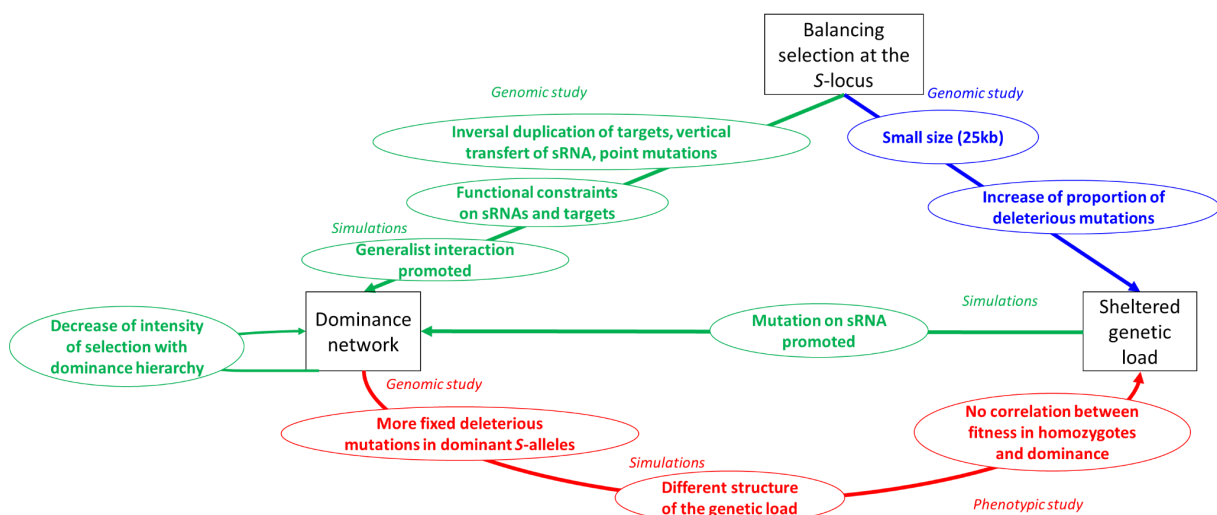 Balancing
selection at the
S-locus
Genomic study
Genomic study
Inversal duplication of targets, vertical
transfert of sRNA, point mutations
Small size (25kb)
Functional constraints
on sRNAs and targets
Increase of proportion of
deleterious mutations
Simulations
Generalist interaction
promoted
Decrease of intensity
of selection with
dominance hierarchy
Dominance
network
Simulations
Mutation on sRNA
promoted
Sheltered
genetic
load
Genomic study
More fixed deleterious
mutations in dominant S-alleles
No correlation between
fitness in homozygotes
and dominance
Simulations
Different structure
of the genetic load
Phenotypic study